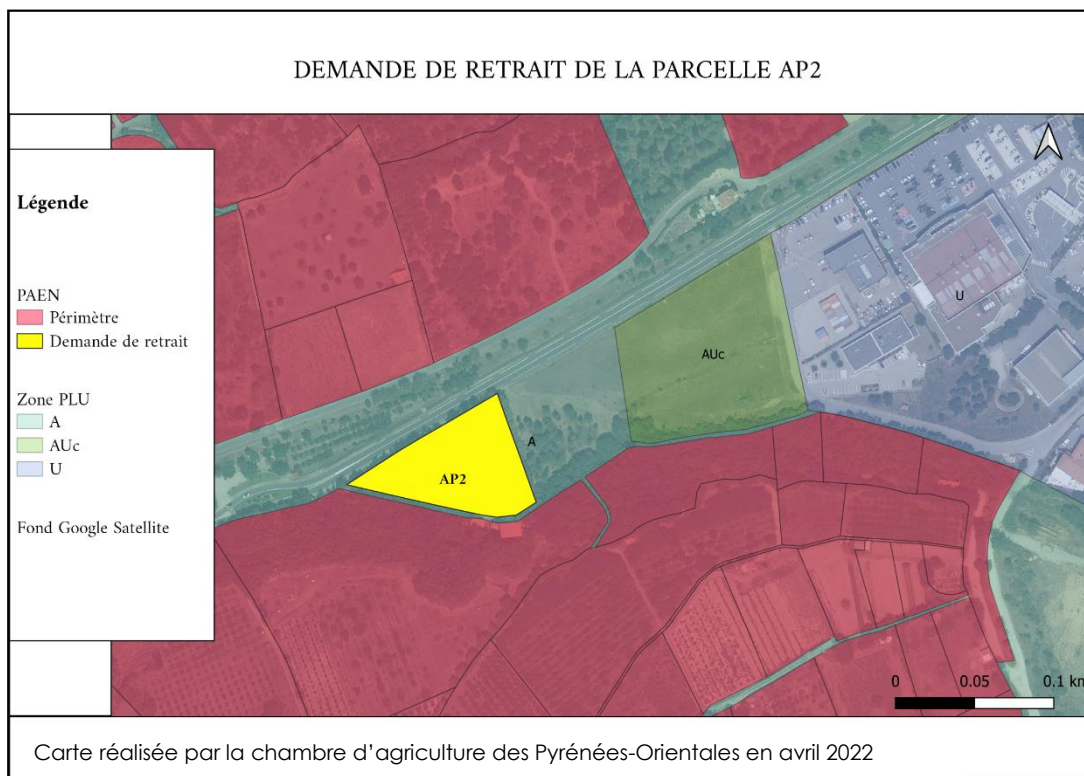 DEMANDE DE RETRAIT DE LA PARCELLE AP2
Légende
PAEN
Périmètre
Demande de retrait
Zone PLU
A
AUc
U
Fond Google Satellite
U
AUc
A
AP2
0 0.05 0.1 km
Carte réalisée par la chambre d’agriculture des Pyrénées-Orientales en avril 2022